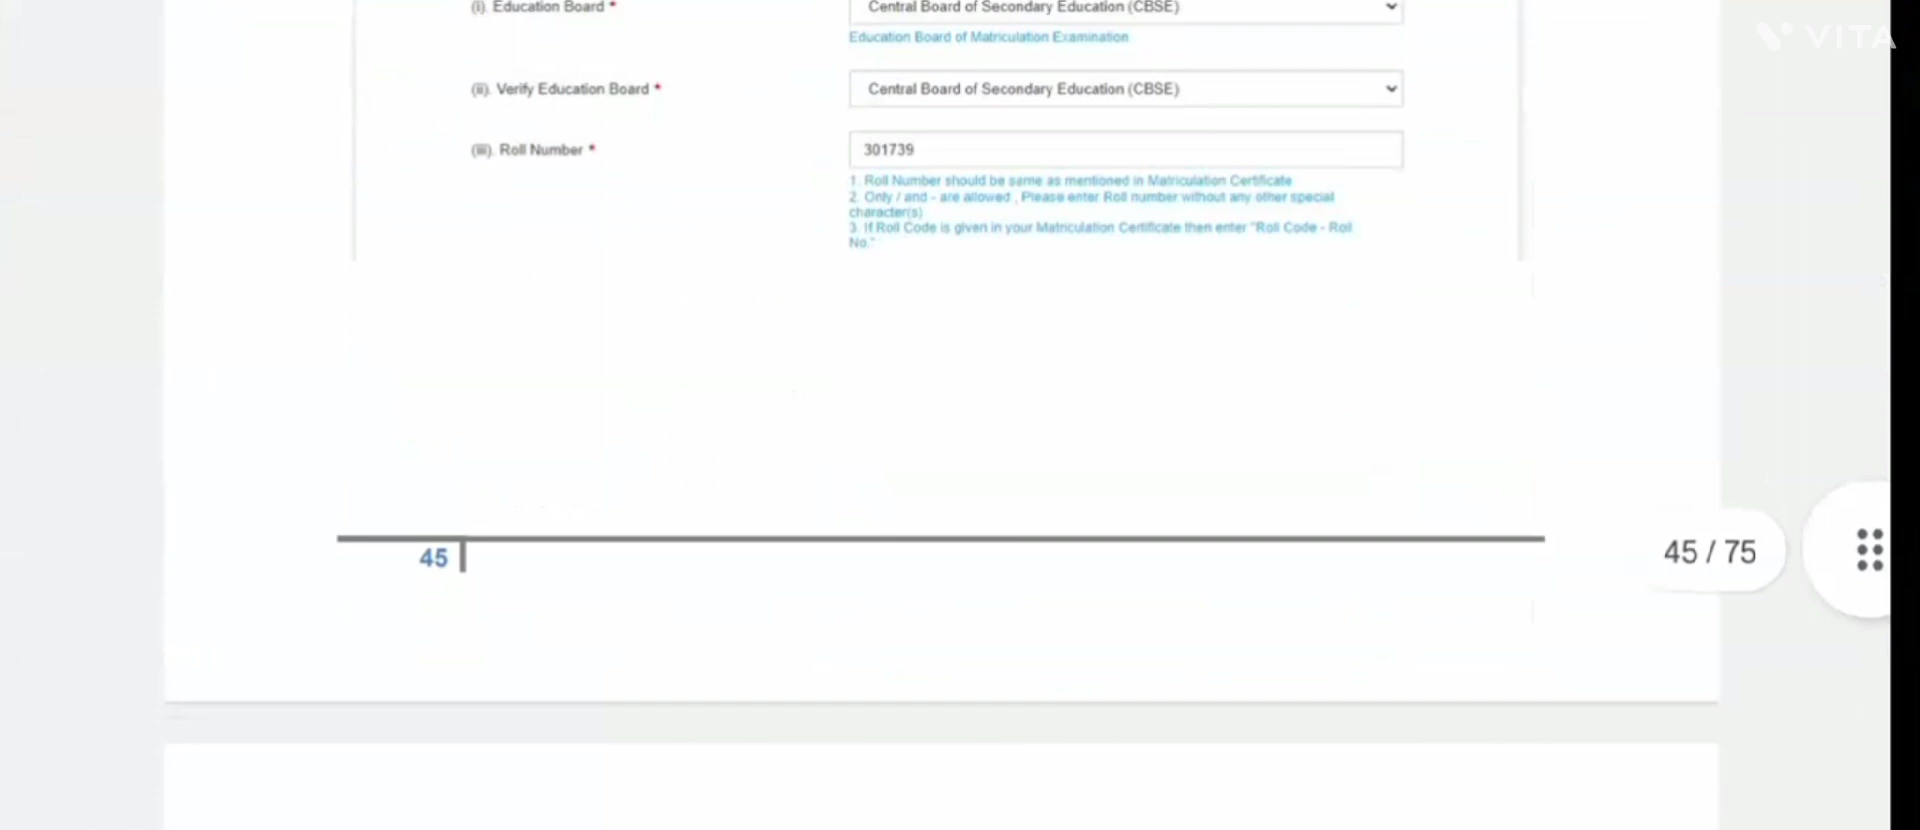 (i). Education Board *
Central Board of Secondary Education (CBSE)
Education Board of Matriculation Examination
(ii). Verify Education Board *
Central Board of Secondary Education (CBSE)
(iii). Roll Number *
301739
1. Roll Number should be same as mentioned in Matriculation Certificate
2. Only / and - are allowed , Please enter Roll number without any other special
character(s)
3. If Roll Code is given in your Matriculation Certificate then enter "Roll Code - Roll
No."
45
45 / 75
VITA